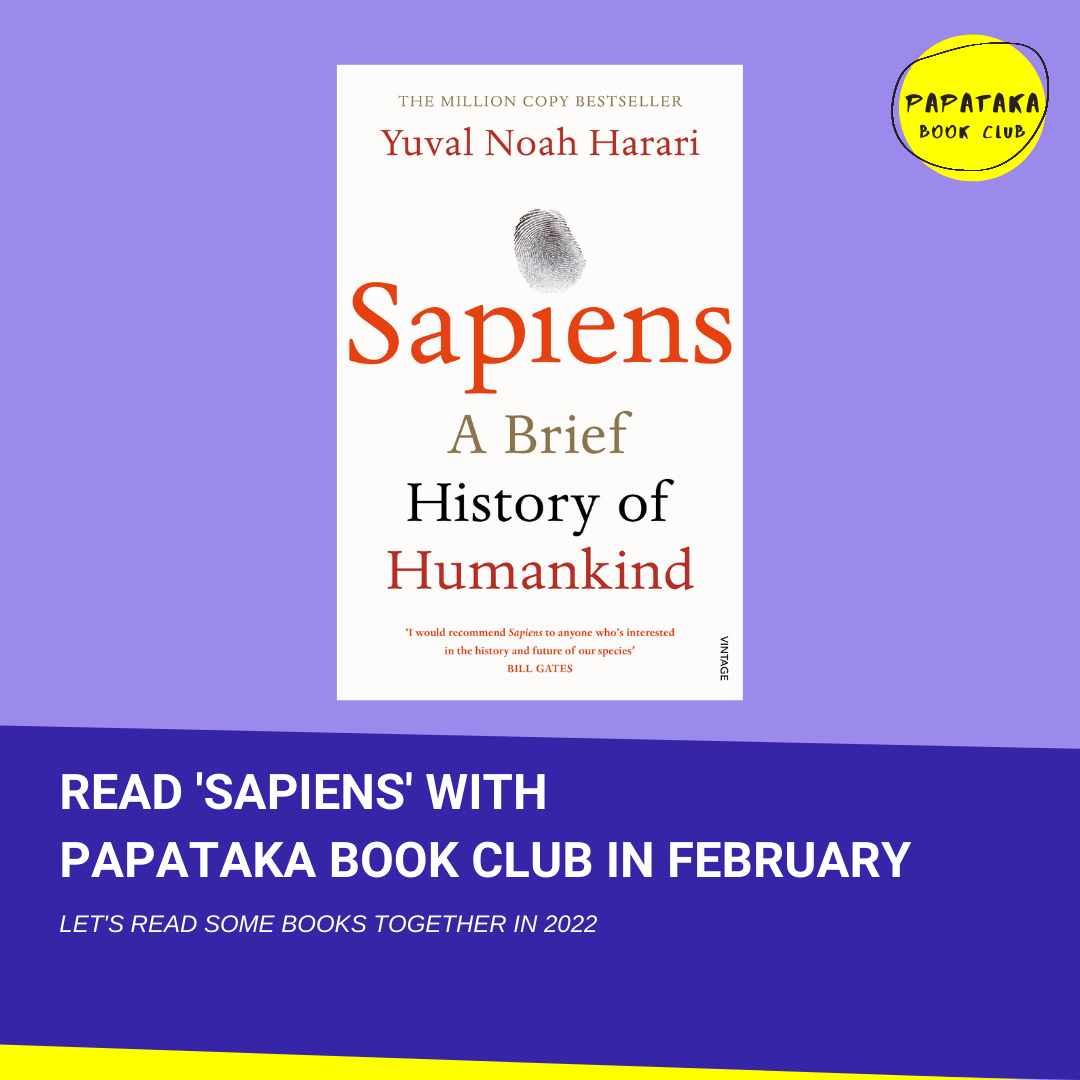 PAPATAKA
BOOK CLUB
THE MILLION COPY BESTSELLER
Yuval Noah Harari
Sapiens
A Brief
History of
Humankind
'I would recommend Sapiens to anyone who's interested
in the history and future of our species'
BILL GATES
VINTAGE
READ 'SAPIENS' WITH
PAPATAKA BOOK CLUB IN FEBRUARY
LET'S READ SOME BOOKS TOGETHER IN 2022